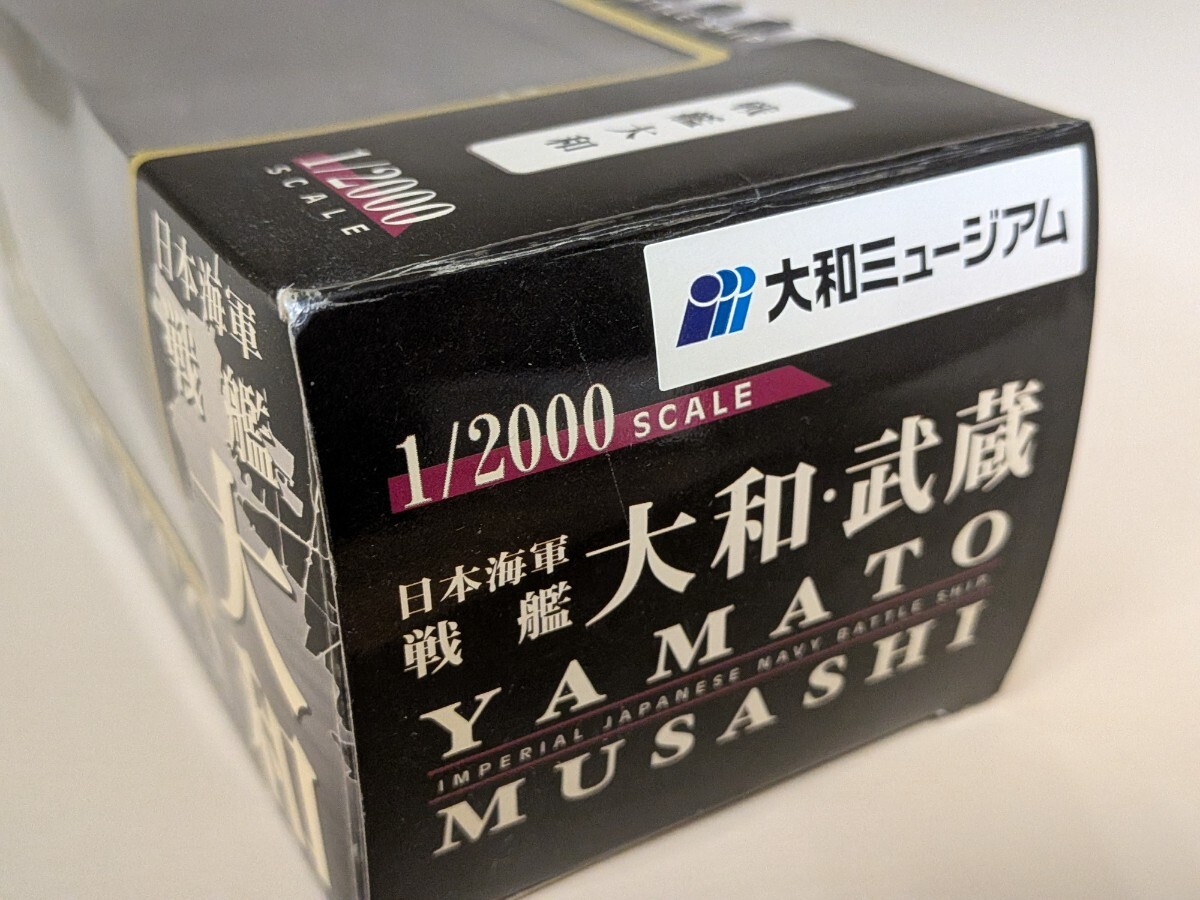 戦艦大和
1/2000
SCALE
大和ミュージアム
1/2000 SCALE
日本海軍
戦艦 大和・武蔵
YAMATO
IMPERIAL JAPANESE NAVY BATTLE SHIP
MUSASHI
日本海軍
戦艦
大和